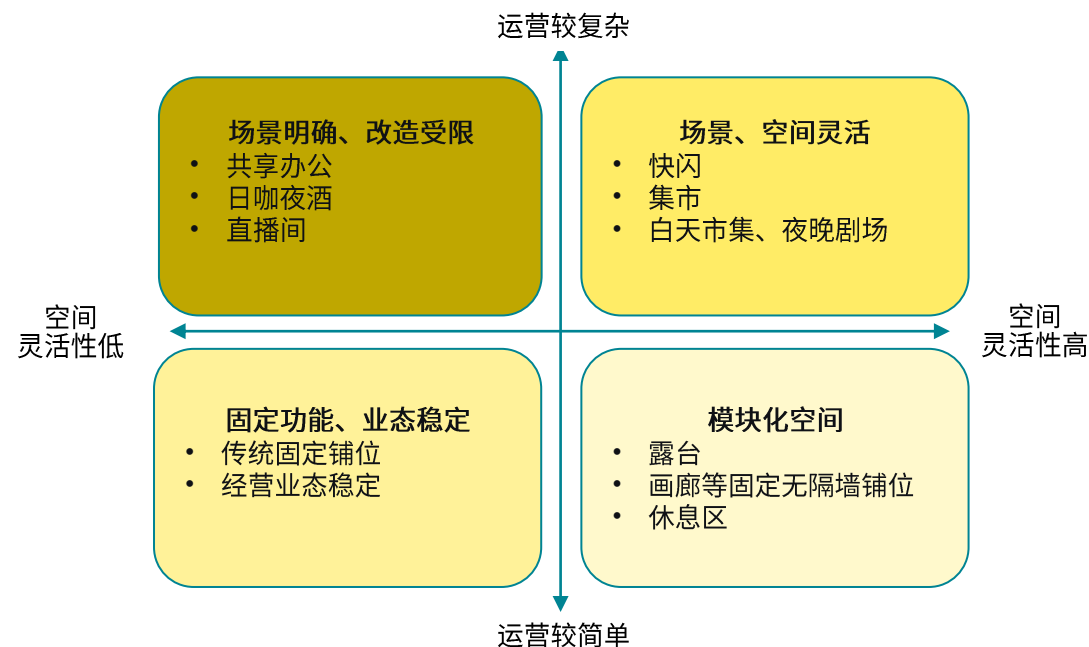 运营较复杂
场景明确、改造受限
• 共享办公
• 日咖夜酒
• 直播间
场景、空间灵活
• 快闪
• 集市
• 白天市集、夜晚剧场
空间
灵活性低
空间
灵活性高
固定功能、业态稳定
• 传统固定铺位
• 经营业态稳定
模块化空间
• 露台
• 画廊等固定无隔墙铺位
• 休息区
运营较简单